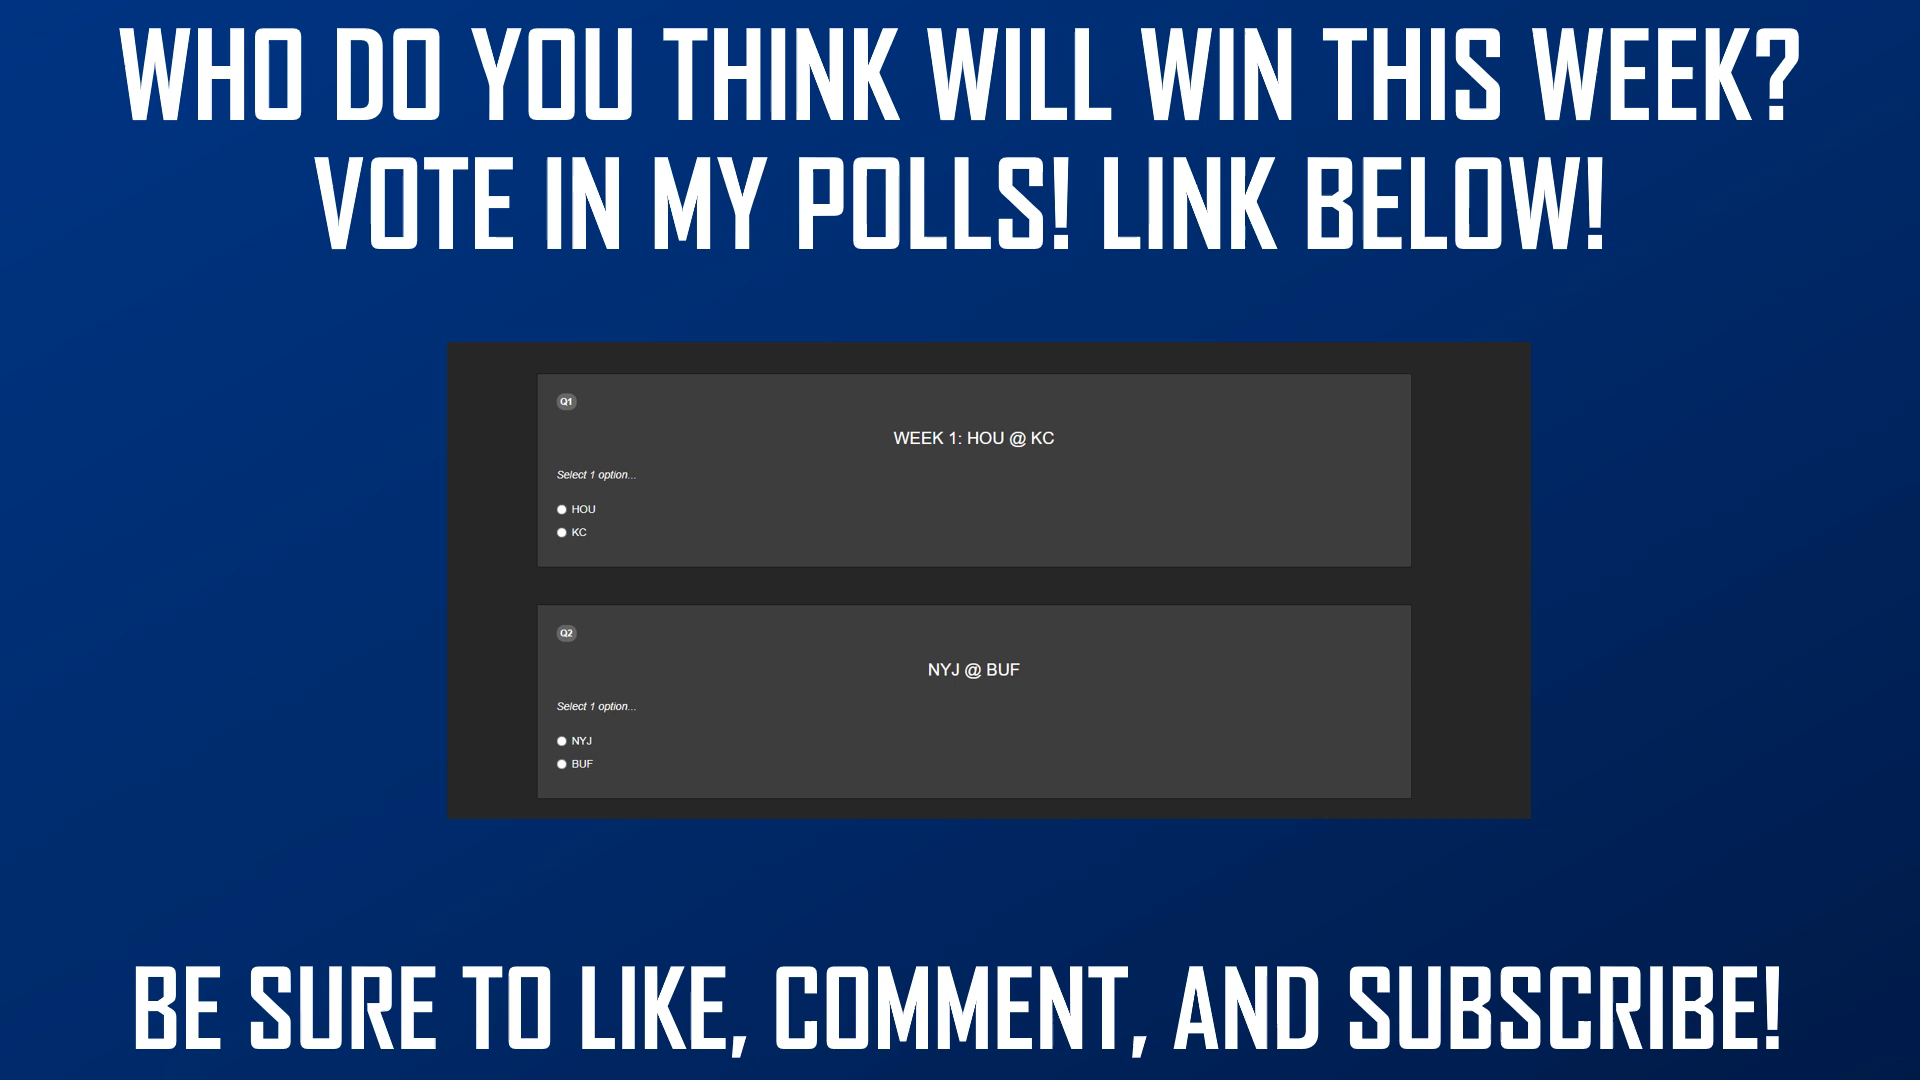 WHO DO YOU THINK WILL WIN THIS WEEK?
VOTE IN MY POLLS! LINK BELOW!
Q1
WEEK 1: HOU @ KC
Select 1 option...
HOU
KC
Q2
NYJ @ BUF
Select 1 option...
NYJ
BUF
BE SURE TO LIKE, COMMENT, AND SUBSCRIBE!